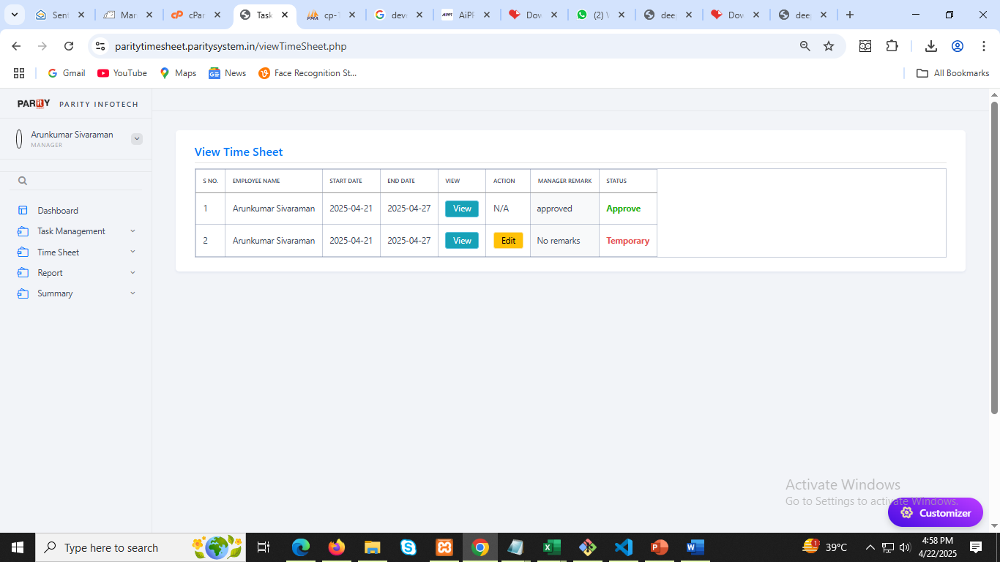 Sent
Mar
cPar
Task
cp-1
deve
AiPF
Dov
(2) V
dee
Dov
dee
paritytimesheet.paritysystem.in/viewTimeSheet.php
Gmail YouTube Maps News Face Recognition St... All Bookmarks
PARitY PARITY INFOTECH
Arunkumar Sivaraman
MANAGER
Dashboard
Task Management
Time Sheet
Report
Summary
View Time Sheet
S NO. EMPLOYEE NAME START DATE END DATE VIEW ACTION MANAGER REMARK STATUS
1 Arunkumar Sivaraman 2025-04-21 2025-04-27 View N/A approved Approve
2 Arunkumar Sivaraman 2025-04-21 2025-04-27 View Edit No remarks Temporary
Activate Windows
Go to Settings to activate Windows.
Customizer
Type here to search
1 39°C
4:58 PM
4/22/2025